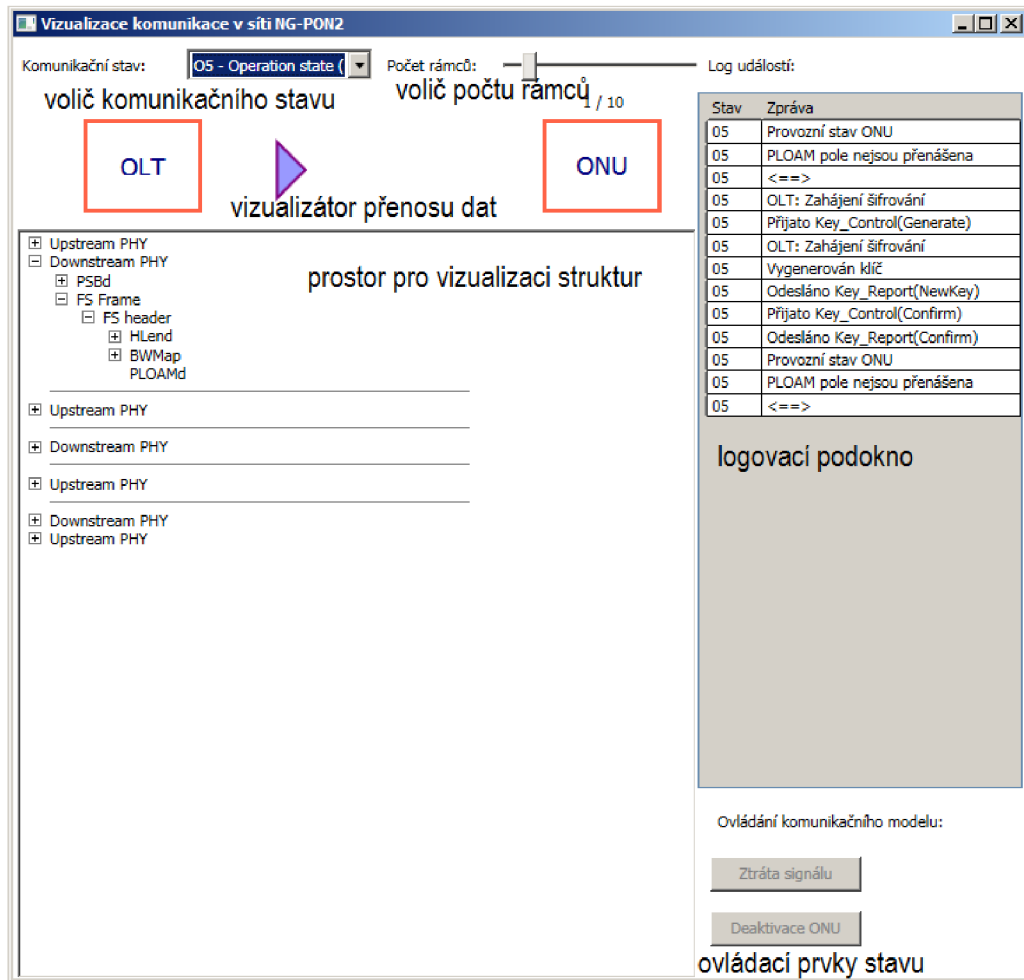 Vizualizace komunikace v síti NG-PON2
Komunikační stav:
O5 - Operation state (
Počet rámců:
Log událostí:
volič komunikačního stavu
volič počtu rámců
1 / 10
OLT
ONU
vizualizátor přenosu dat
Stav Zpráva
05 Provozní stav ONU
05 PLOAM pole nejsou přenášena
05 <==>
05 OLT: Zahájení šifrování
05 Přijato Key_Control(Generate)
05 OLT: Zahájení šifrování
05 Vygenerován klíč
05 Odesláno Key_Report(NewKey)
05 Přijato Key_Control(Confirm)
05 Odesláno Key_Report(Confirm)
05 Provozní stav ONU
05 PLOAM pole nejsou přenášena
05 <==>
logovací podokno
Upstream PHY
Downstream PHY
prostor pro vizualizaci struktur
PSBd
FS Frame
FS header
HLend
BWMap
PLOAMd
Upstream PHY
Downstream PHY
Upstream PHY
Downstream PHY
Upstream PHY
Ovládání komunikačního modelu:
Ztráta signálu
Deaktivace ONU
ovládací prvky stavu